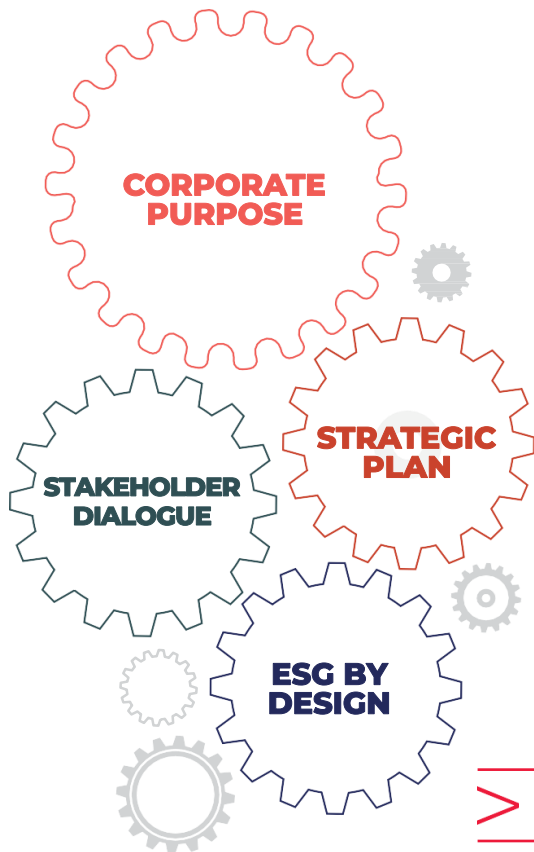 CORPORATE
PURPOSE
STRATEGIC
PLAN
STAKEHOLDER
DIALOGUE
ESG BY
DESIGN